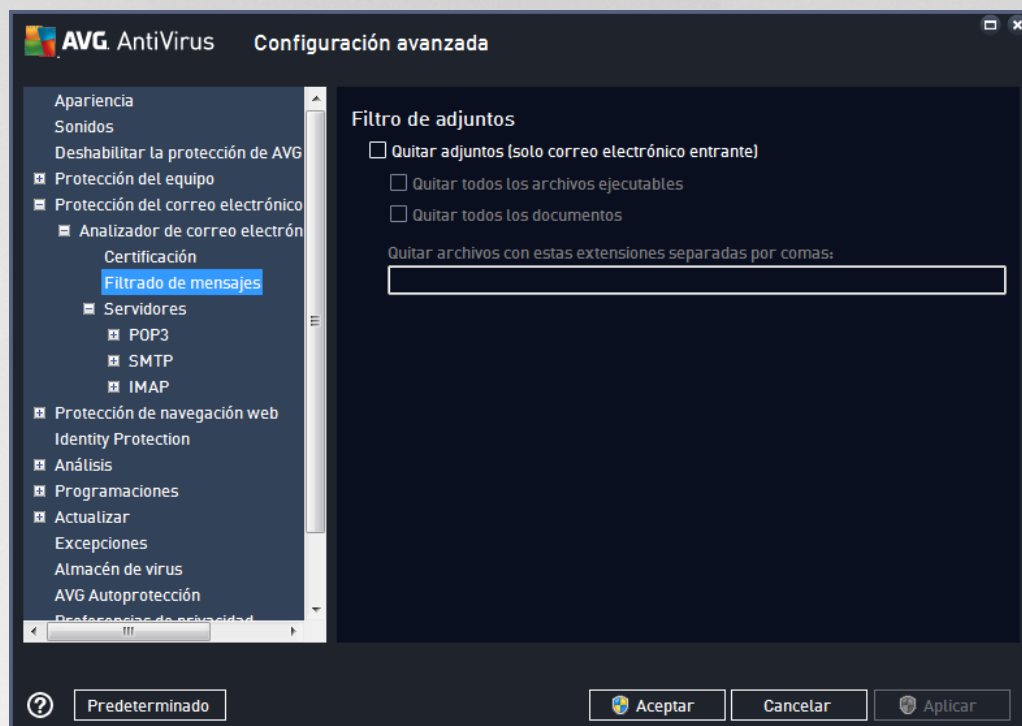 AVG. AntiVirus Configuración avanzada
Apariencia
Sonidos
Deshabilitar la protección de AVG
Protección del equipo
Protección del correo electrónico
Analizador de correo electrón
Certificación
Filtrado de mensajes
Servidores
POP3
SMTP
IMAP
Protección de navegación web
Identity Protection
Análisis
Programaciones
Actualizar
Excepciones
Almacén de virus
AVG Autoprotección
Preferencias de privacidad
Filtro de adjuntos
Quitar adjuntos (solo correo electrónico entrante)
Quitar todos los archivos ejecutables
Quitar todos los documentos
Quitar archivos con estas extensiones separadas por comas:
? Predeterminado Aceptar Cancelar Aplicar